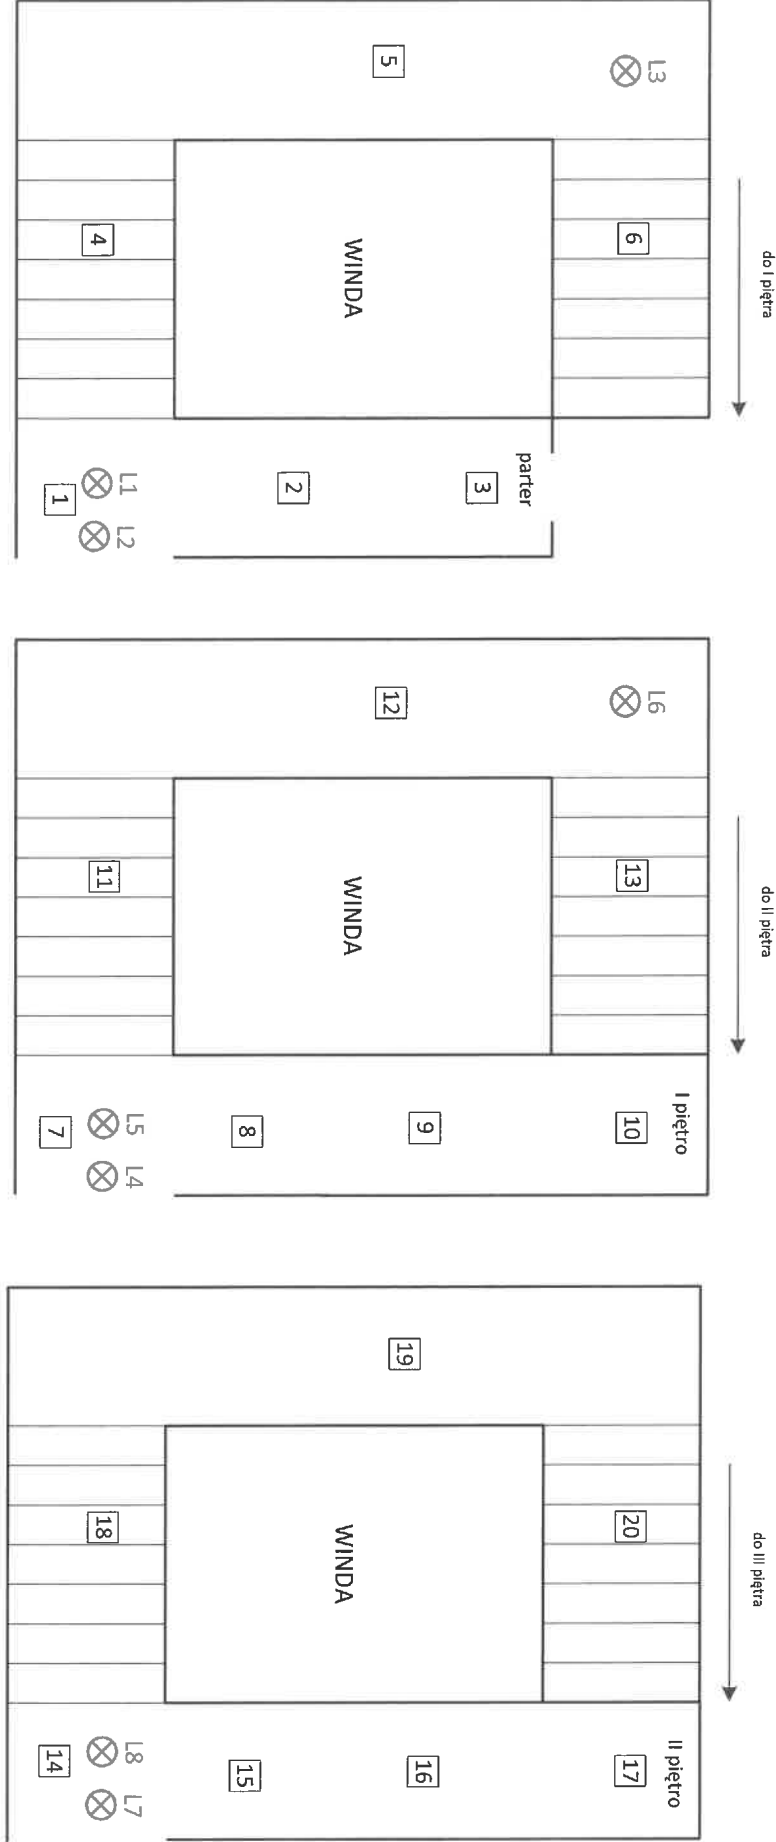 do I piętra
L3
6
parter
3
5
WINDA
2
L1 L2
4
1
do II piętra
I piętro
L6
13
10
9
12
WINDA
8
L5 L4
11
7
do III piętra
II piętro
20
17
16
19
WINDA
15
L8 L7
18
14